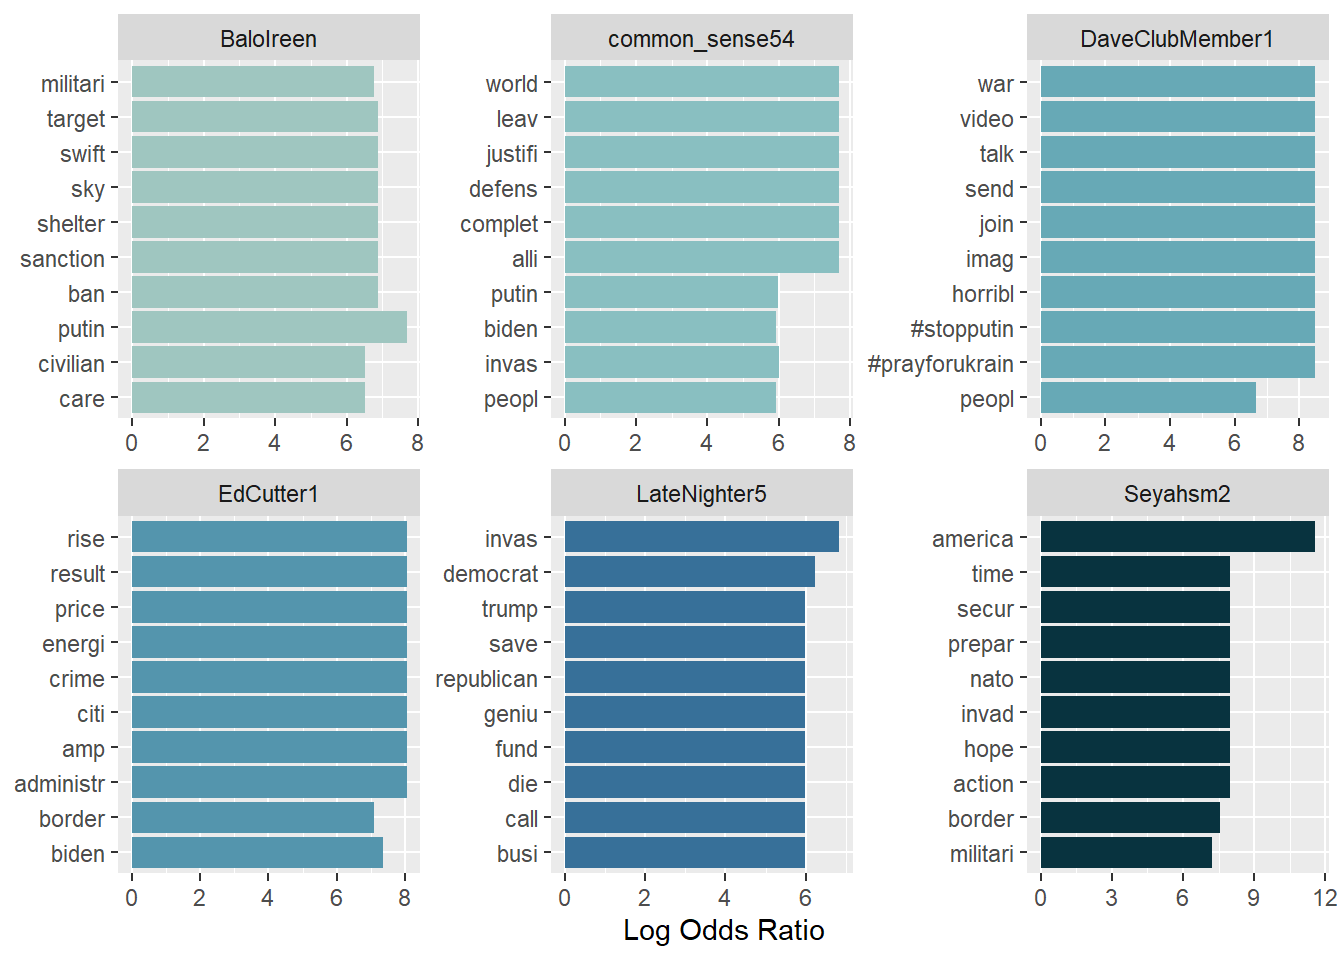 BaloIreen
militari
target
swift
sky
shelter
sanction
ban
putin
civilian
care
0 2 4 6 8
common_sense54
world
leav
justifi
defens
complet
alli
putin
biden
invas
peopl
0 2 4 6 8
DaveClubMember1
war
video
talk
send
join
imag
horribl
#stopputin
#prayforukrain
peopl
0 2 4 6 8
EdCutter1
rise
result
price
energi
crime
citi
amp
administr
border
biden
0 2 4 6 8
LateNighter5
invas
democrat
trump
save
republican
geniu
fund
die
call
busi
0 2 4 6
Seyahsm2
america
time
secur
prepar
nato
invad
hope
action
border
militari
0 3 6 9 12
Log Odds Ratio